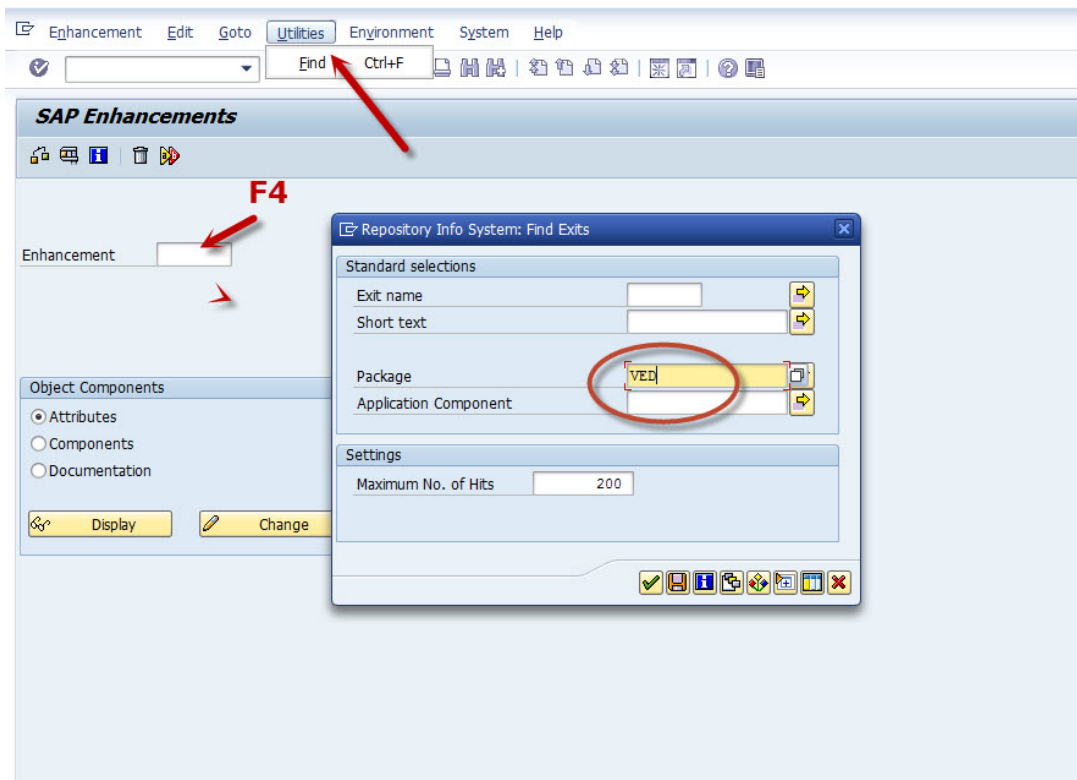 Enhancement Edit Goto Utilities Environment System Help
Find Ctrl+F
SAP Enhancements
F4
Enhancement
Repository Info System: Find Exits
Standard selections
Exit name
Short text
Package VED
Application Component
Object Components
Attributes
Components
Documentation
Display Change
Settings
Maximum No. of Hits 200